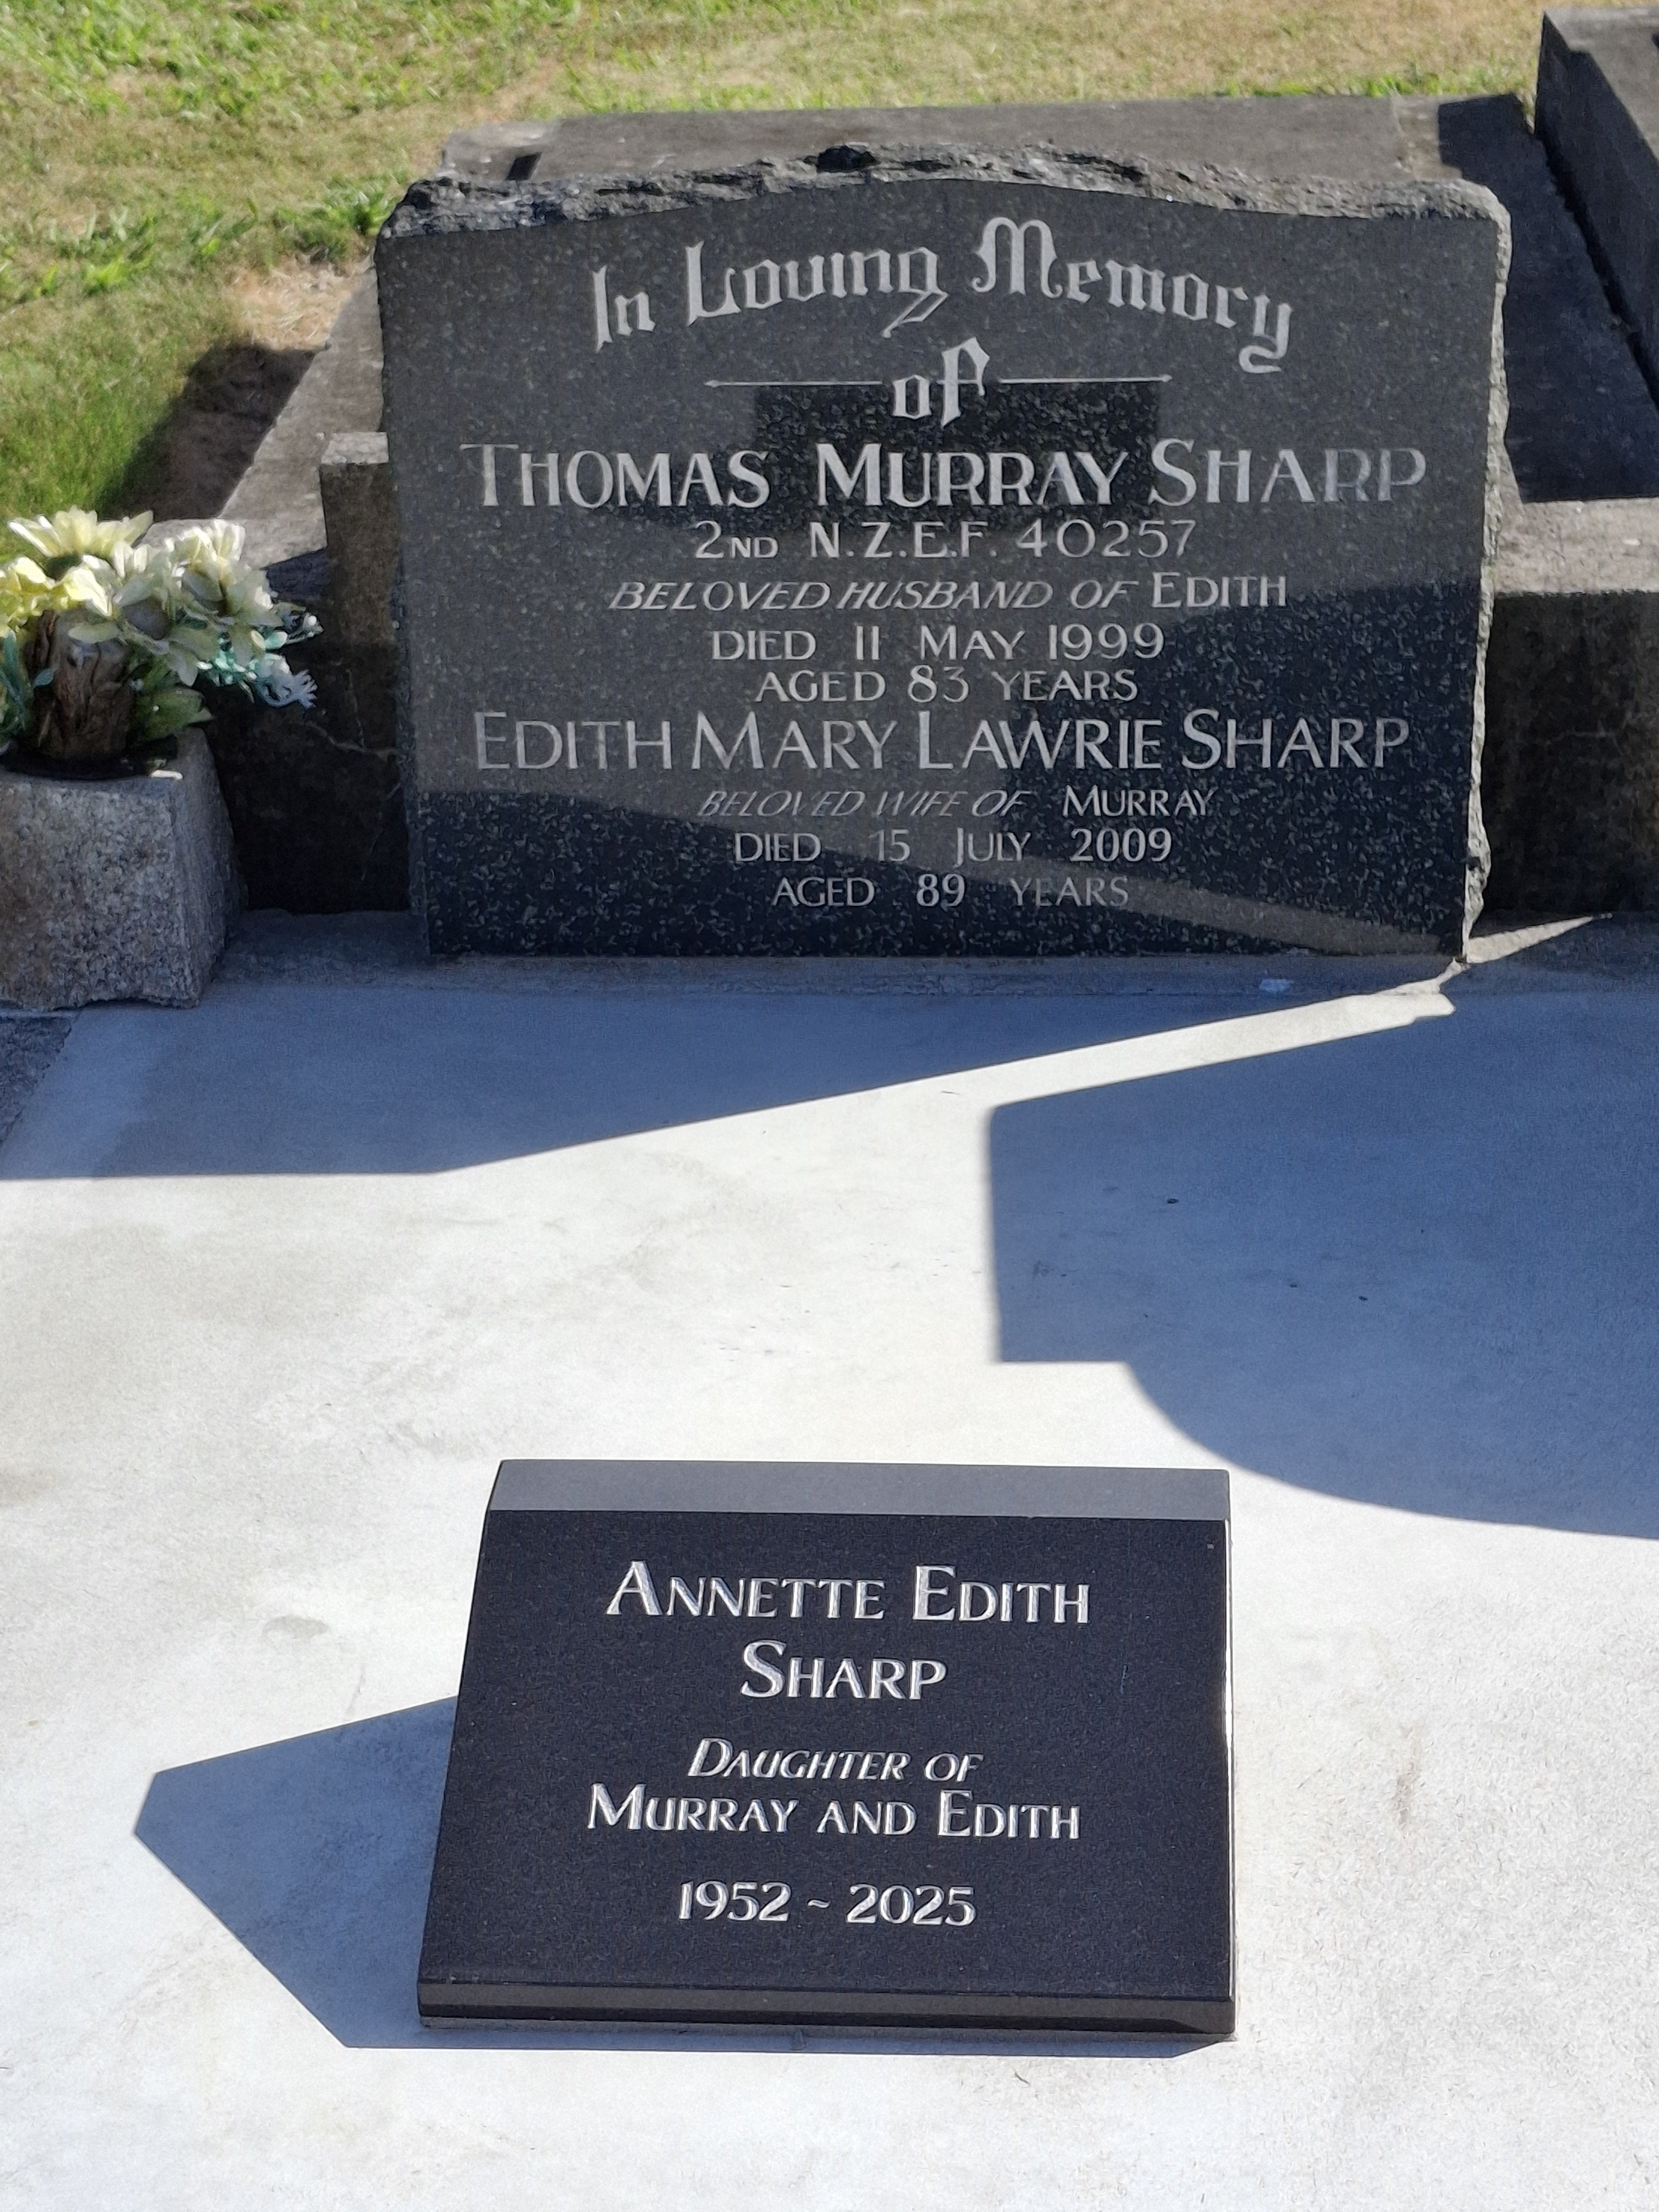 In Loving Memory
of
THOMAS MURRAY SHARP
2ND N.Z.E.F. 40257
BELOVED HUSBAND OF EDITH
DIED 11 MAY 1999
AGED 83 YEARS
EDITH MARY LAWRIE SHARP
BELOVED WIFE OF MURRAY
DIED 15 JULY 2009
AGED 89 YEARS
ANNETTE EDITH
SHARP
DAUGHTER OF
MURRAY AND EDITH
1952 ~ 2025